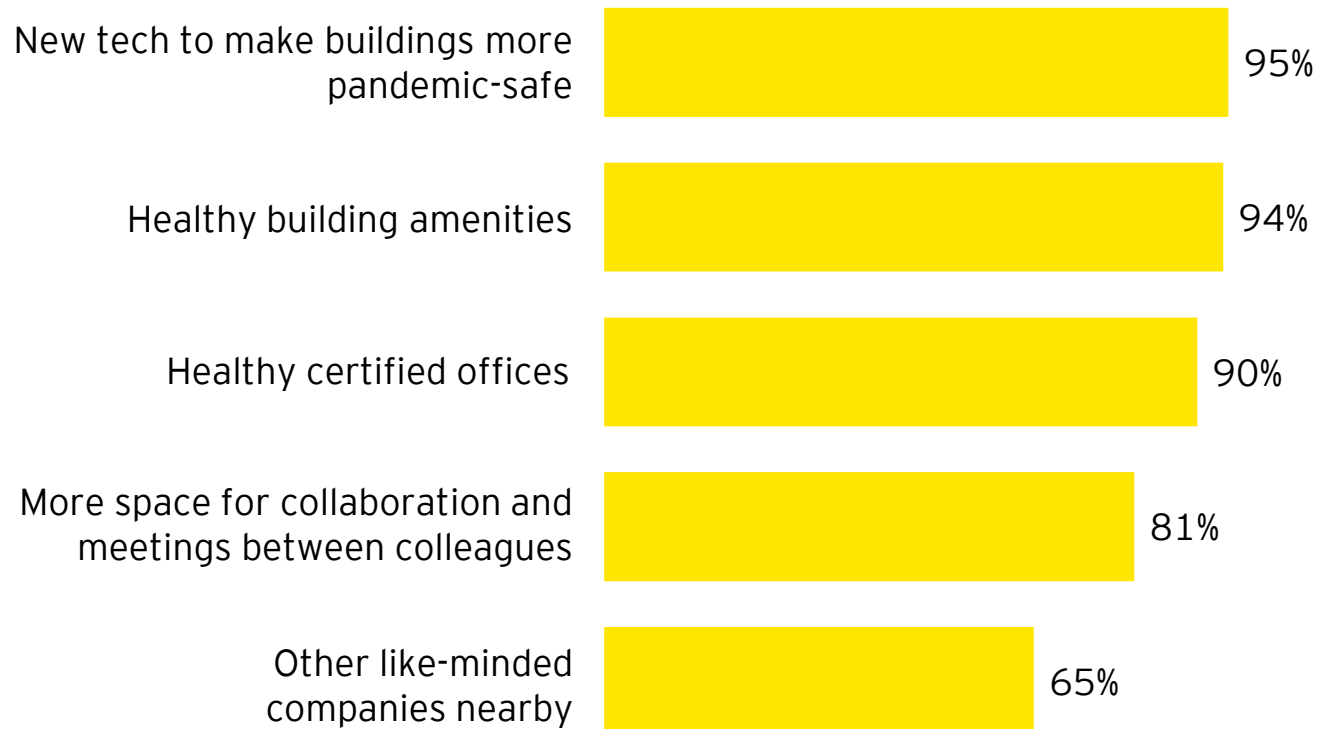 New tech to make buildings more
pandemic-safe
95%
Healthy building amenities
94%
Healthy certified offices
90%
More space for collaboration and
meetings between colleagues
81%
Other like-minded
companies nearby
65%